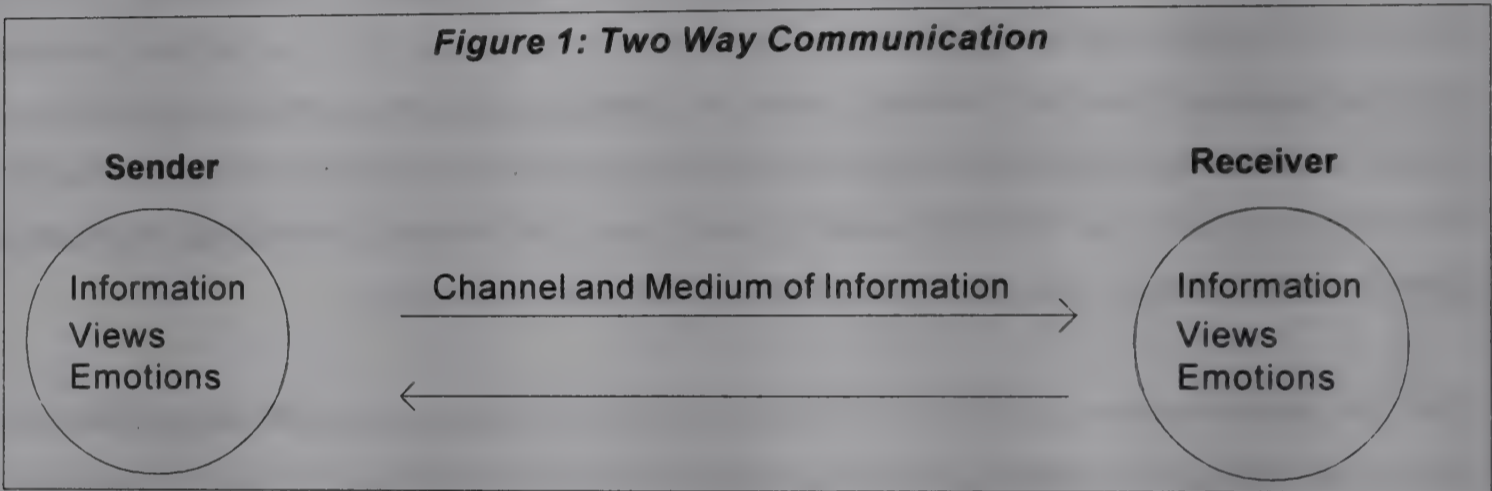 Figure 1: Two Way Communication
Sender
Receiver
Information
Views
Emotions
Channel and Medium of Information
Information
Views
Emotions